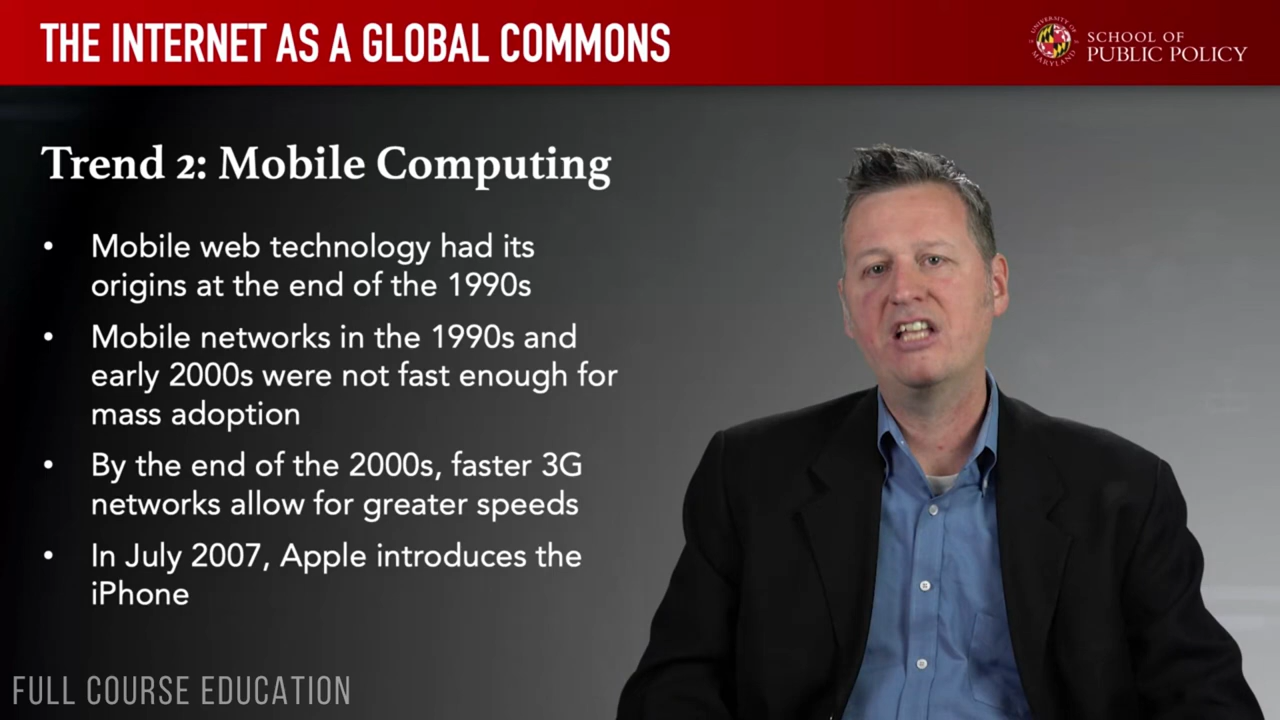 THE INTERNET AS A GLOBAL COMMONS
UNIVERSITY OF
MARYLAND
SCHOOL OF
PUBLIC POLICY
Trend 2: Mobile Computing
• Mobile web technology had its
origins at the end of the 1990s
• Mobile networks in the 1990s and
early 2000s were not fast enough for
mass adoption
• By the end of the 2000s, faster 3G
networks allow for greater speeds
• In July 2007, Apple introduces the
iPhone
FULL COURSE EDUCATION